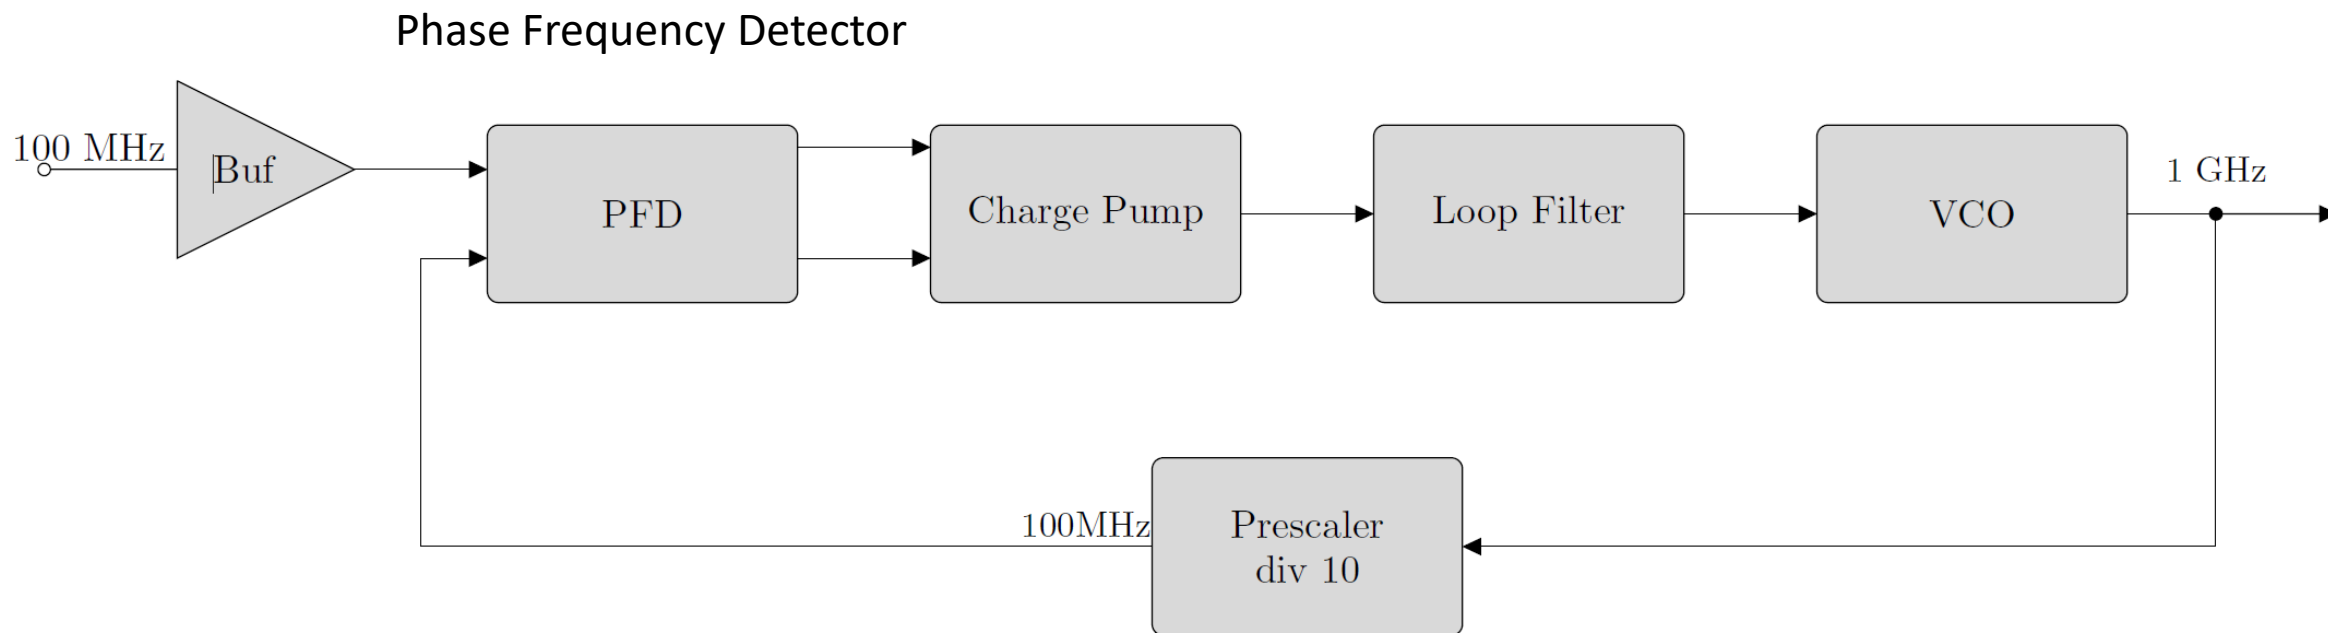 Phase Frequency Detector
100 MHz
Buf
PFD
Charge Pump
Loop Filter
VCO
1 GHz
100MHz
Prescaler
div 10